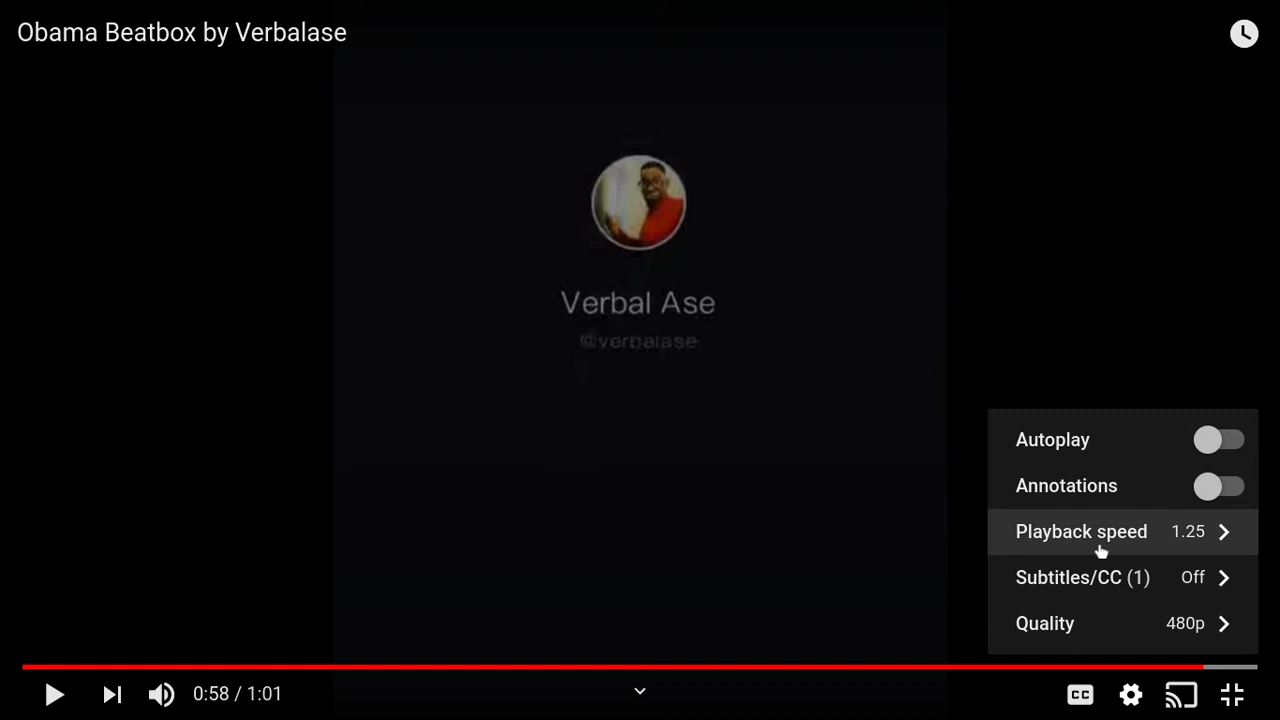 Obama Beatbox by Verbalase
Verbal Ase
@verbalase
Autoplay
Annotations
Playback speed 1.25
Subtitles/CC (1) Off
Quality 480p
0:58 / 1:01
CC